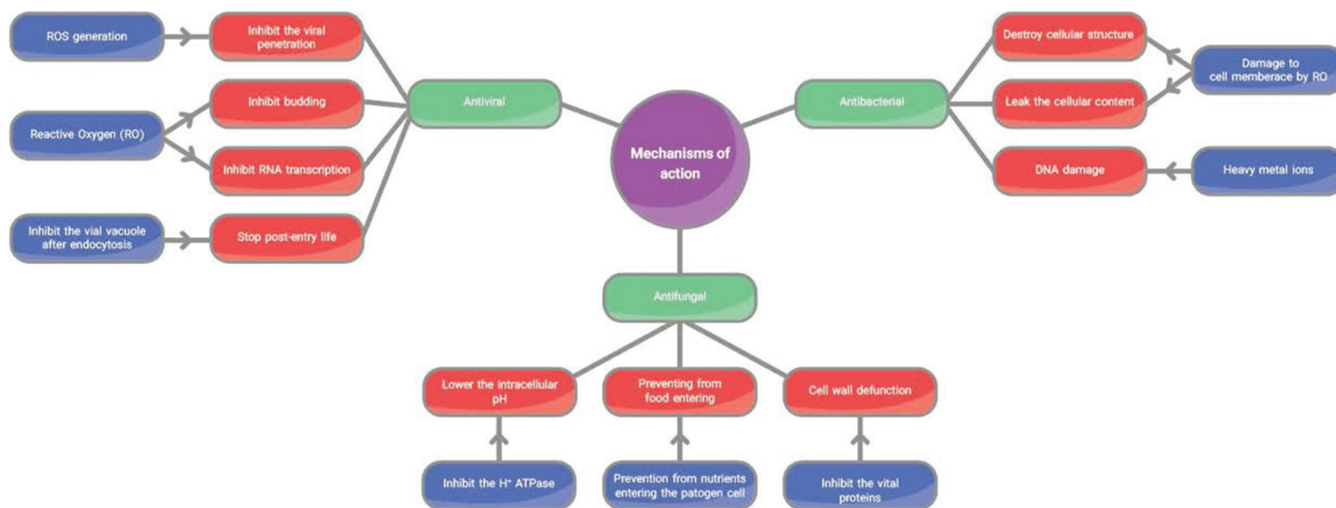 ROS generation
Inhibit the viral
penetration
Inhibit budding
Reactive Oxygen (RO)
Inhibit RNA transcription
Inhibit the vial vacuole
after endocytosis
Stop post-entry life
Antiviral
Mechanisms of
action
Antibacterial
Destroy cellular structure
Leak the cellular content
DNA damage
Damage to
cell memberace by RO
Heavy metal ions
Antifungal
Lower the intracellular
pH
Preventing from
food entering
Cell wall defunction
Inhibit the H⁺ ATPase
Prevention from nutrients
entering the patogen cell
Inhibit the vital
proteins